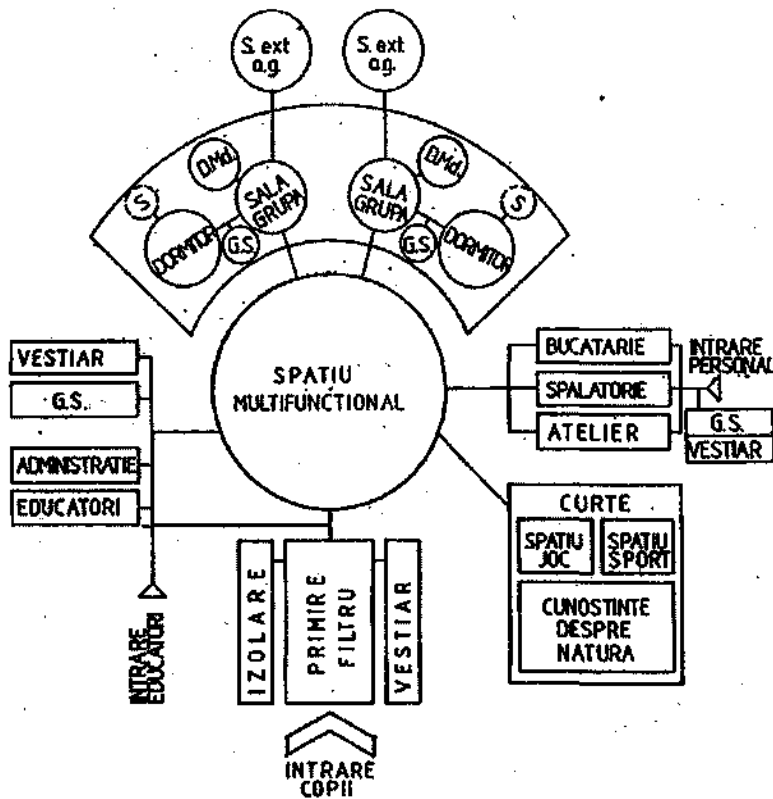 S. ext
a.g.
S. ext
a.g.
D.Md.
D.Md.
S
SALA
GRUPA
SALA
GRUPA
S
DORMITOR
G.S.
G.S.
DORMITOR
VESTIAR
G.S.
ADMINISTRATIE
EDUCATORI
SPATIU
MULTIFUNCTIONAL
BUCATARIE
SPALATORIE
ATELIER
INTRARE
PERSONAL
G.S.
VESTIAR
CURTE
SPATIU
JOC
SPATIU
SPORT
CUNOSTINTE
DESPRE
NATURA
INTRARE
EDUCATORI
IZOLARE
PRIMIRE
FILTRU
VESTIAR
INTRARE
COPII